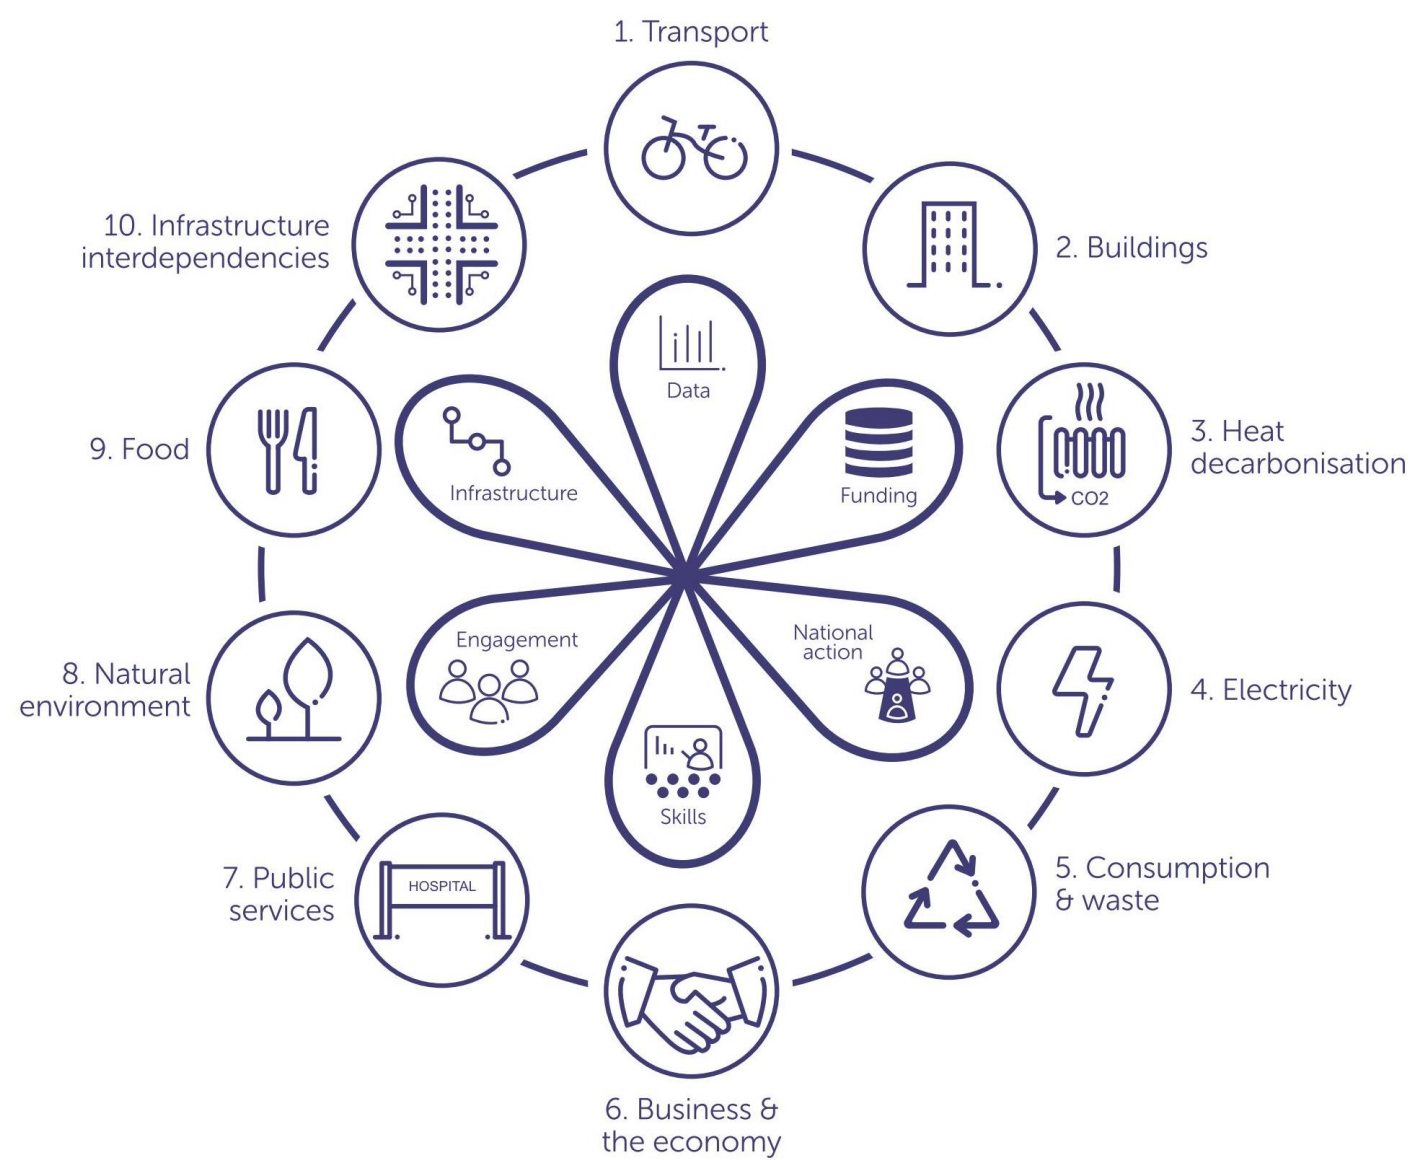 1. Transport
2. Buildings
3. Heat
decarbonisation
CO2
4. Electricity
5. Consumption
& waste
6. Business &
the economy
7. Public
services
HOSPITAL
8. Natural
environment
9. Food
10. Infrastructure
interdependencies
Data
Funding
National
action
Skills
Engagement
Infrastructure